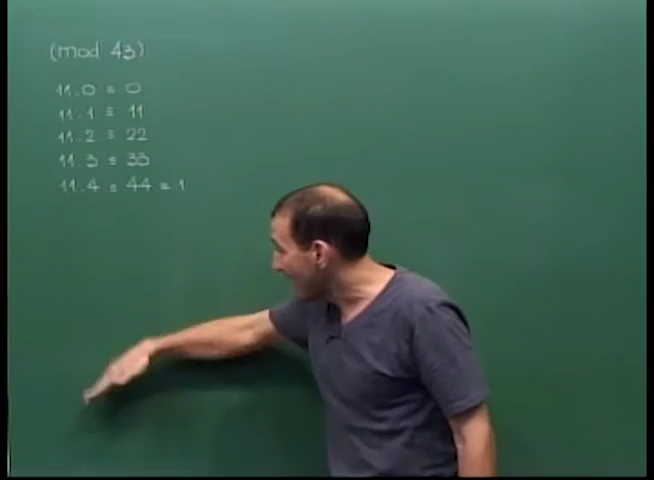 (mod 43)
11.0 ≡ 0
11.1 ≡ 11
11.2 ≡ 22
11.3 ≡ 33
11.4 ≡ 44 ≡ 1